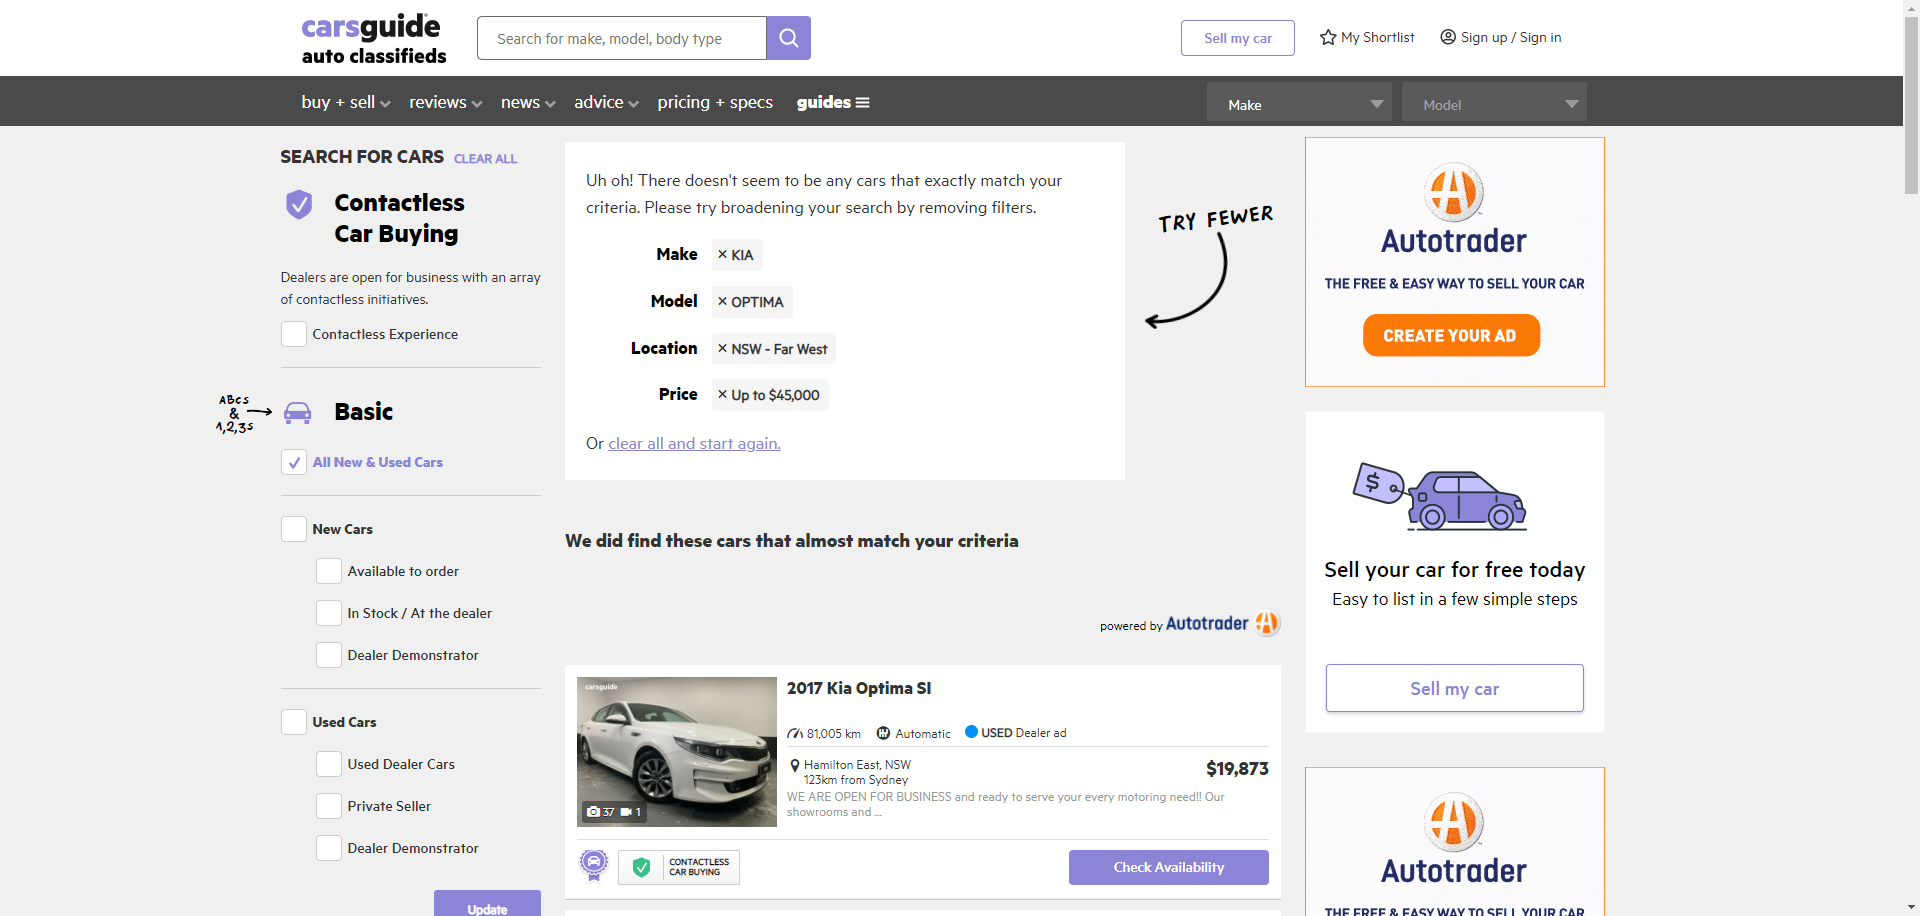 carsguide
auto classifieds
Search for make, model, body type
Sell my car
My Shortlist
Sign up / Sign in
buy + sell
reviews
news
advice
pricing + specs
guides
Make
Model
SEARCH FOR CARS CLEAR ALL
Contactless
Car Buying
Dealers are open for business with an array
of contactless initiatives.
Contactless Experience
ABCs
&
1,2,3s
Basic
All New & Used Cars
New Cars
Available to order
In Stock / At the dealer
Dealer Demonstrator
Used Cars
Used Dealer Cars
Private Seller
Dealer Demonstrator
Update
Uh oh! There doesn't seem to be any cars that exactly match your
criteria. Please try broadening your search by removing filters.
Make × KIA
Model × OPTIMA
Location × NSW - Far West
Price × Up to $45,000
Or clear all and start again.
TRY FEWER
We did find these cars that almost match your criteria
powered by Autotrader
carsguide
37 1
2017 Kia Optima SI
81,005 km Automatic USED Dealer ad
Hamilton East, NSW
123km from Sydney
$19,873
WE ARE OPEN FOR BUSINESS and ready to serve your every motoring need!! Our
showrooms and ...
CONTACTLESS
CAR BUYING
Check Availability
Autotrader
THE FREE & EASY WAY TO SELL YOUR CAR
CREATE YOUR AD
$
Sell your car for free today
Easy to list in a few simple steps
Sell my car
Autotrader
THE FREE & EASY WAY TO SELL YOUR CAR